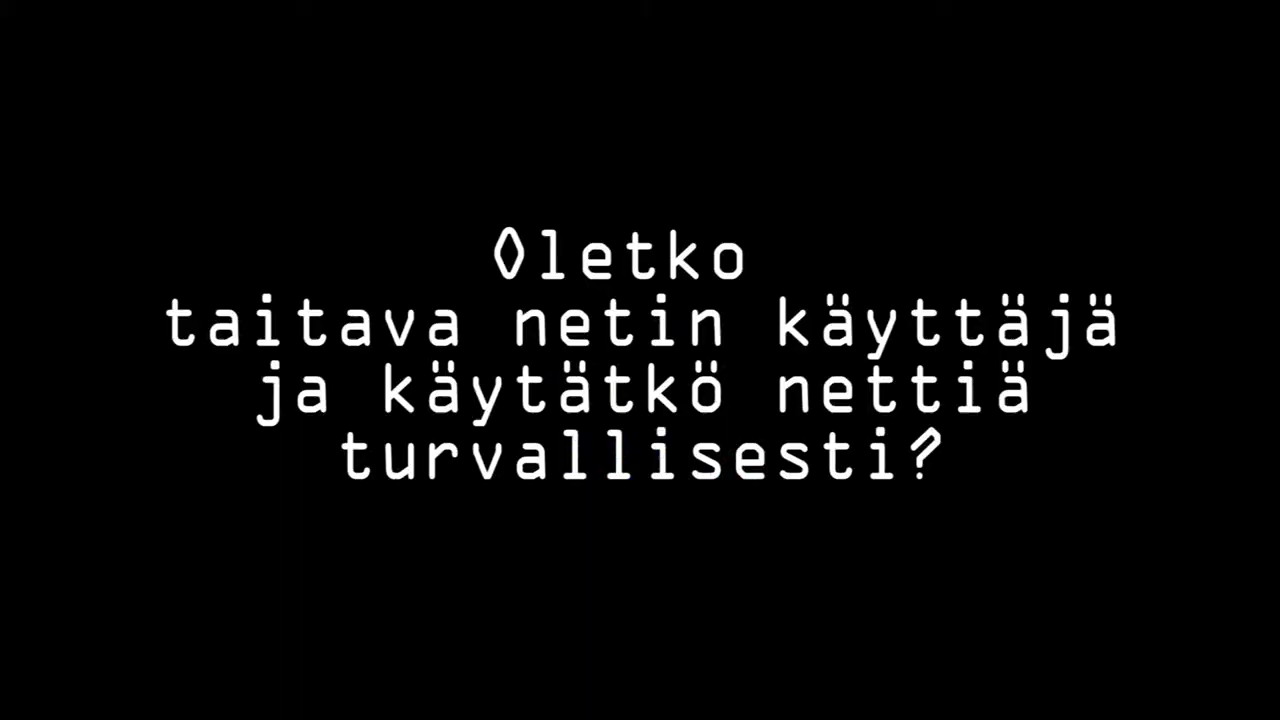 Oletko
taitava netin käyttäjä
ja käytätkö nettiä
turvallisesti?